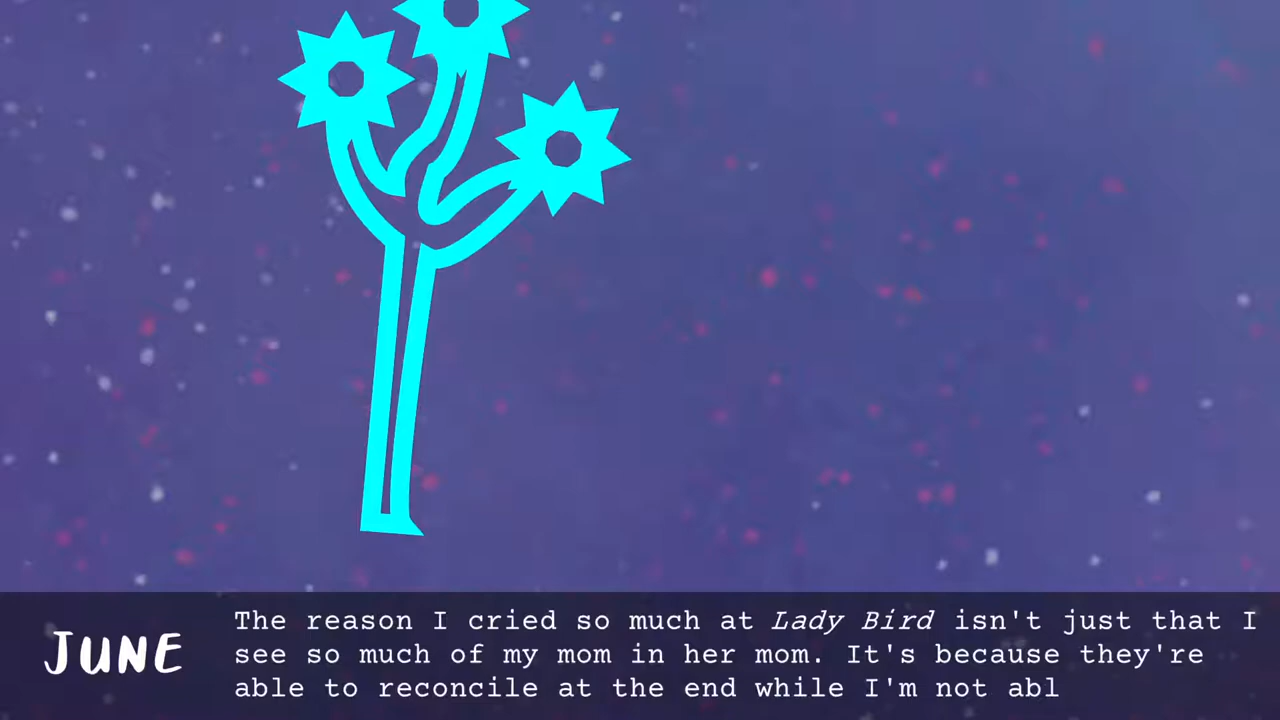 JUNE
The reason I cried so much at Lady Bird isn't just that I
see so much of my mom in her mom. It's because they're
able to reconcile at the end while I'm not abl